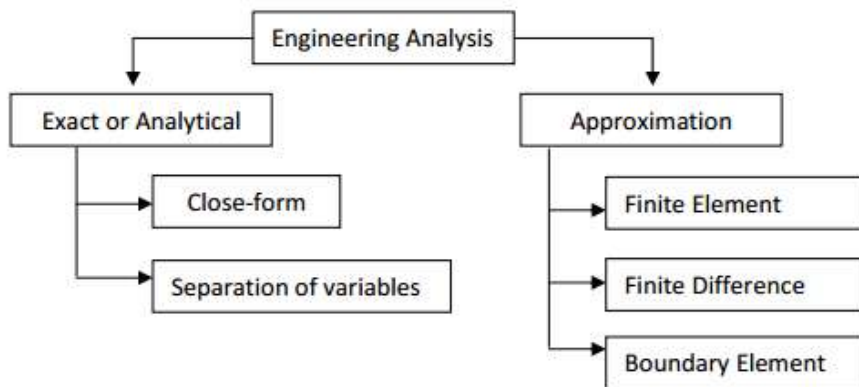 Engineering Analysis
Exact or Analytical
Approximation
Close-form
Separation of variables
Finite Element
Finite Difference
Boundary Element